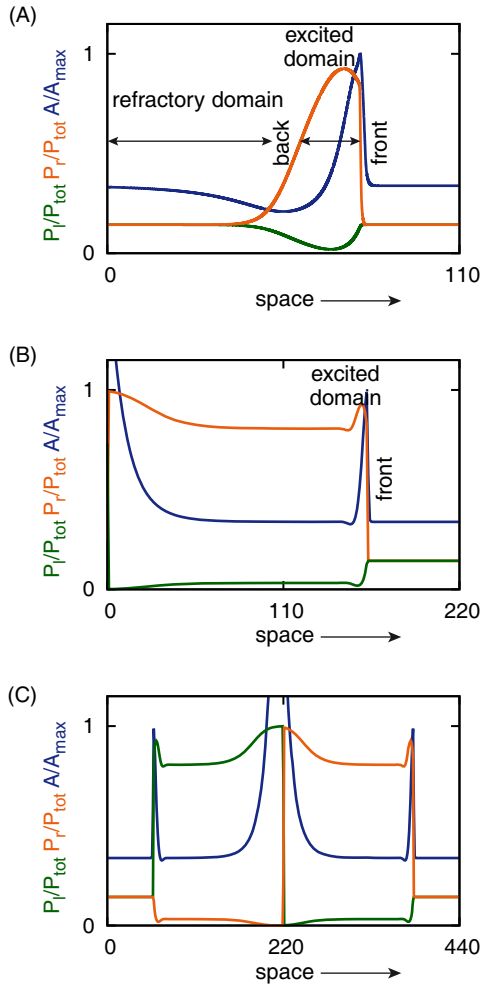 (A)
excited
domain
1
refractory domain
back
front
P_l/P_tot P_r/P_tot A/A_max
0
0
110
space
(B)
excited
domain
1
front
P_l/P_tot P_r/P_tot A/A_max
0
0
110
220
space
(C)
1
P_l/P_tot P_r/P_tot A/A_max
0
0
220
440
space